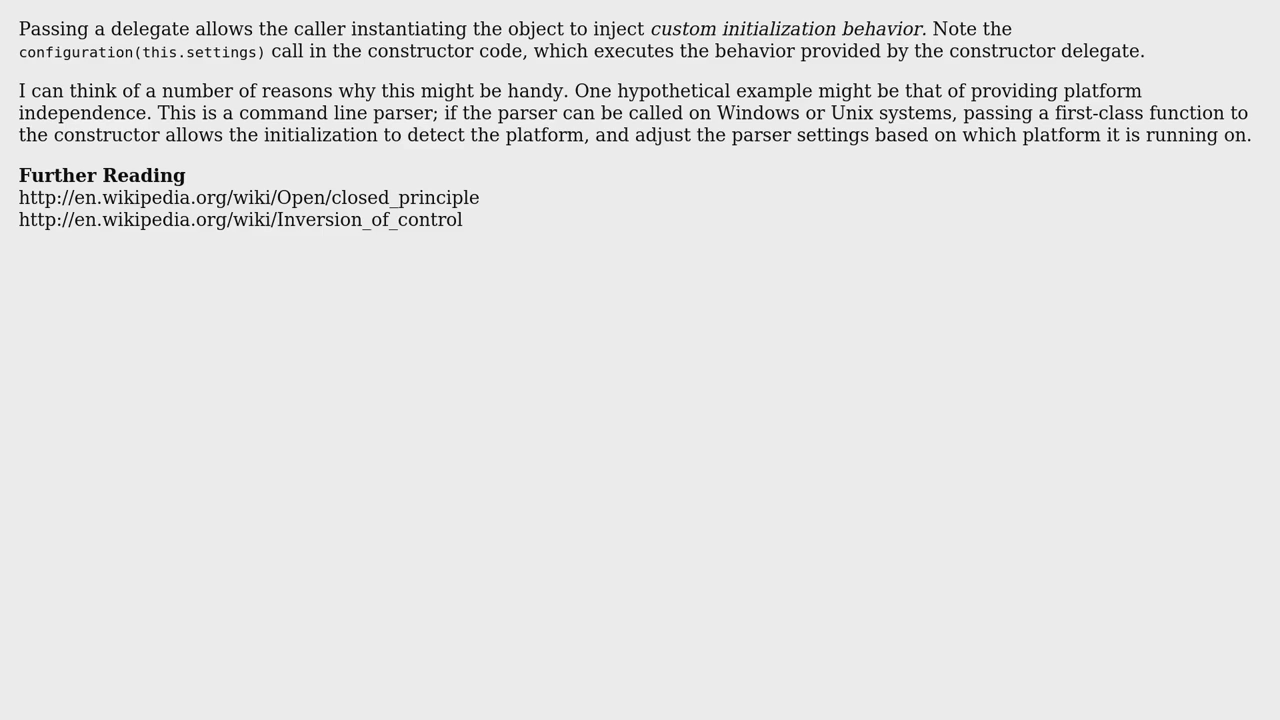 Passing a delegate allows the caller instantiating the object to inject custom initialization behavior. Note the
configuration(this.settings) call in the constructor code, which executes the behavior provided by the constructor delegate.
I can think of a number of reasons why this might be handy. One hypothetical example might be that of providing platform
independence. This is a command line parser; if the parser can be called on Windows or Unix systems, passing a first-class function to
the constructor allows the initialization to detect the platform, and adjust the parser settings based on which platform it is running on.
Further Reading
http://en.wikipedia.org/wiki/Open/closed_principle
http://en.wikipedia.org/wiki/Inversion_of_control